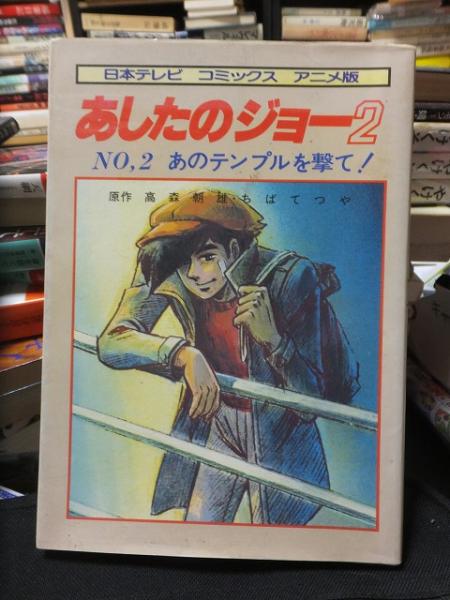 日本テレビ コミックス アニメ版
あしたのジョー2
NO,2 あのテンプルを撃て!
原作 高森朝雄・ちばてつや